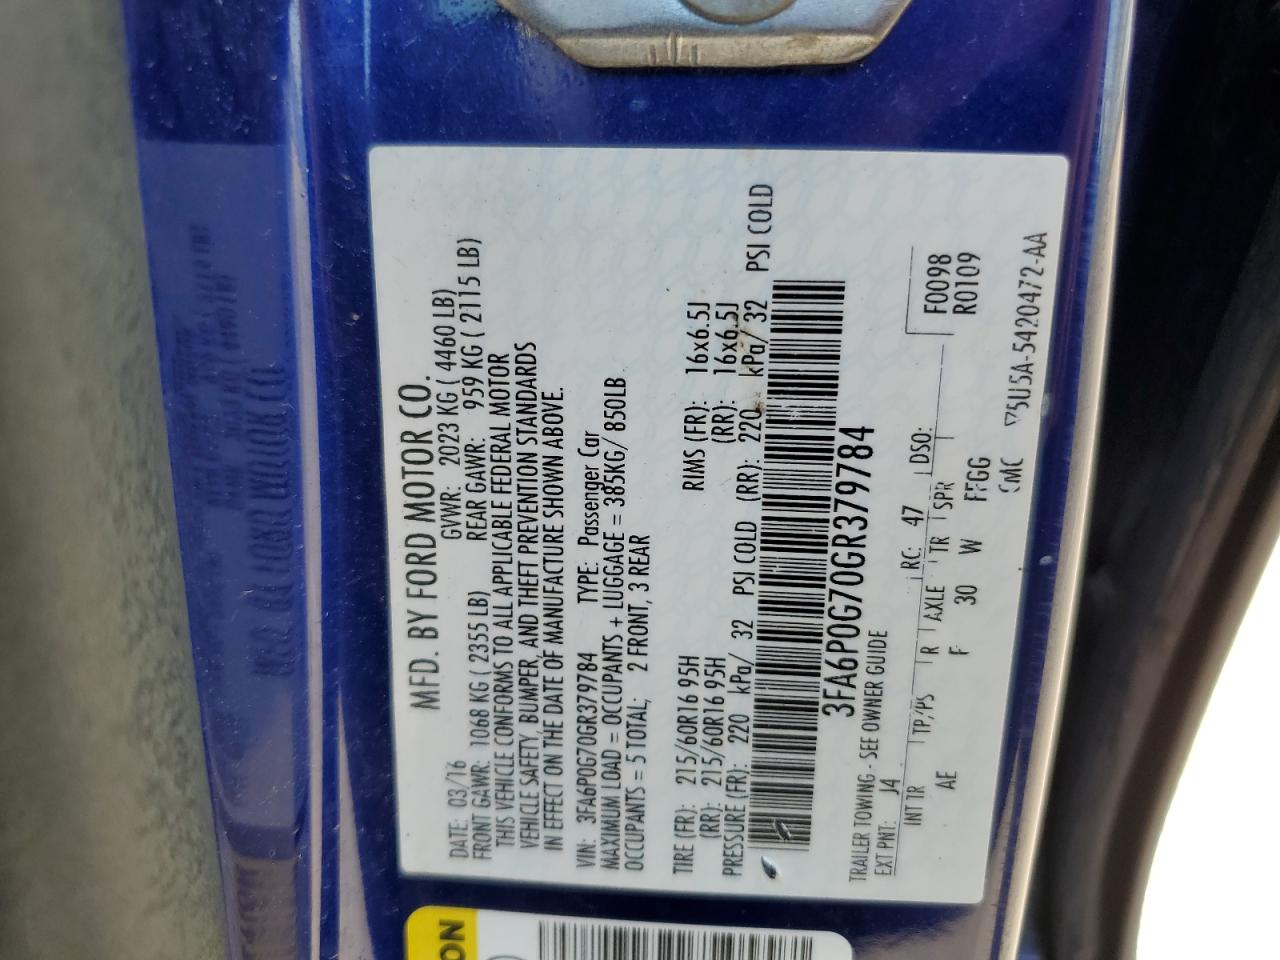 MFD. BY FORD MOTOR CO.
DATE: 03/16 GVWR: 2023 KG ( 4460 LB)
FRONT GAWR: 1068 KG ( 2355 LB) REAR GAWR: 959 KG ( 2115 LB)
THIS VEHICLE CONFORMS TO ALL APPLICABLE FEDERAL MOTOR
VEHICLE SAFETY, BUMPER, AND THEFT PREVENTION STANDARDS
IN EFFECT ON THE DATE OF MANUFACTURE SHOWN ABOVE.
VIN: 3FA6P0G70GR379784 TYPE: Passenger Car
MAXIMUM LOAD = OCCUPANTS + LUGGAGE = 385KG/ 850LB
OCCUPANTS = 5 TOTAL; 2 FRONT, 3 REAR
TIRE (FR): 215/60R16 95H RIMS (FR): 16x6.5J
(RR): 215/60R16 95H (RR): 16x6.5J
PRESSURE (FR): 220 kPa/ 32 PSI COLD (RR): 220 kPa/ 32 PSI COLD
3FA6P0G70GR379784
TRAILER TOWING - SEE OWNER GUIDE
EXT PNT: J4 RC: 47 DSO: F0098
INT TR TP/PS R AXLE TR SPR R0109
AE F 30 W FFGG
5U5A-5420472-AA
ON